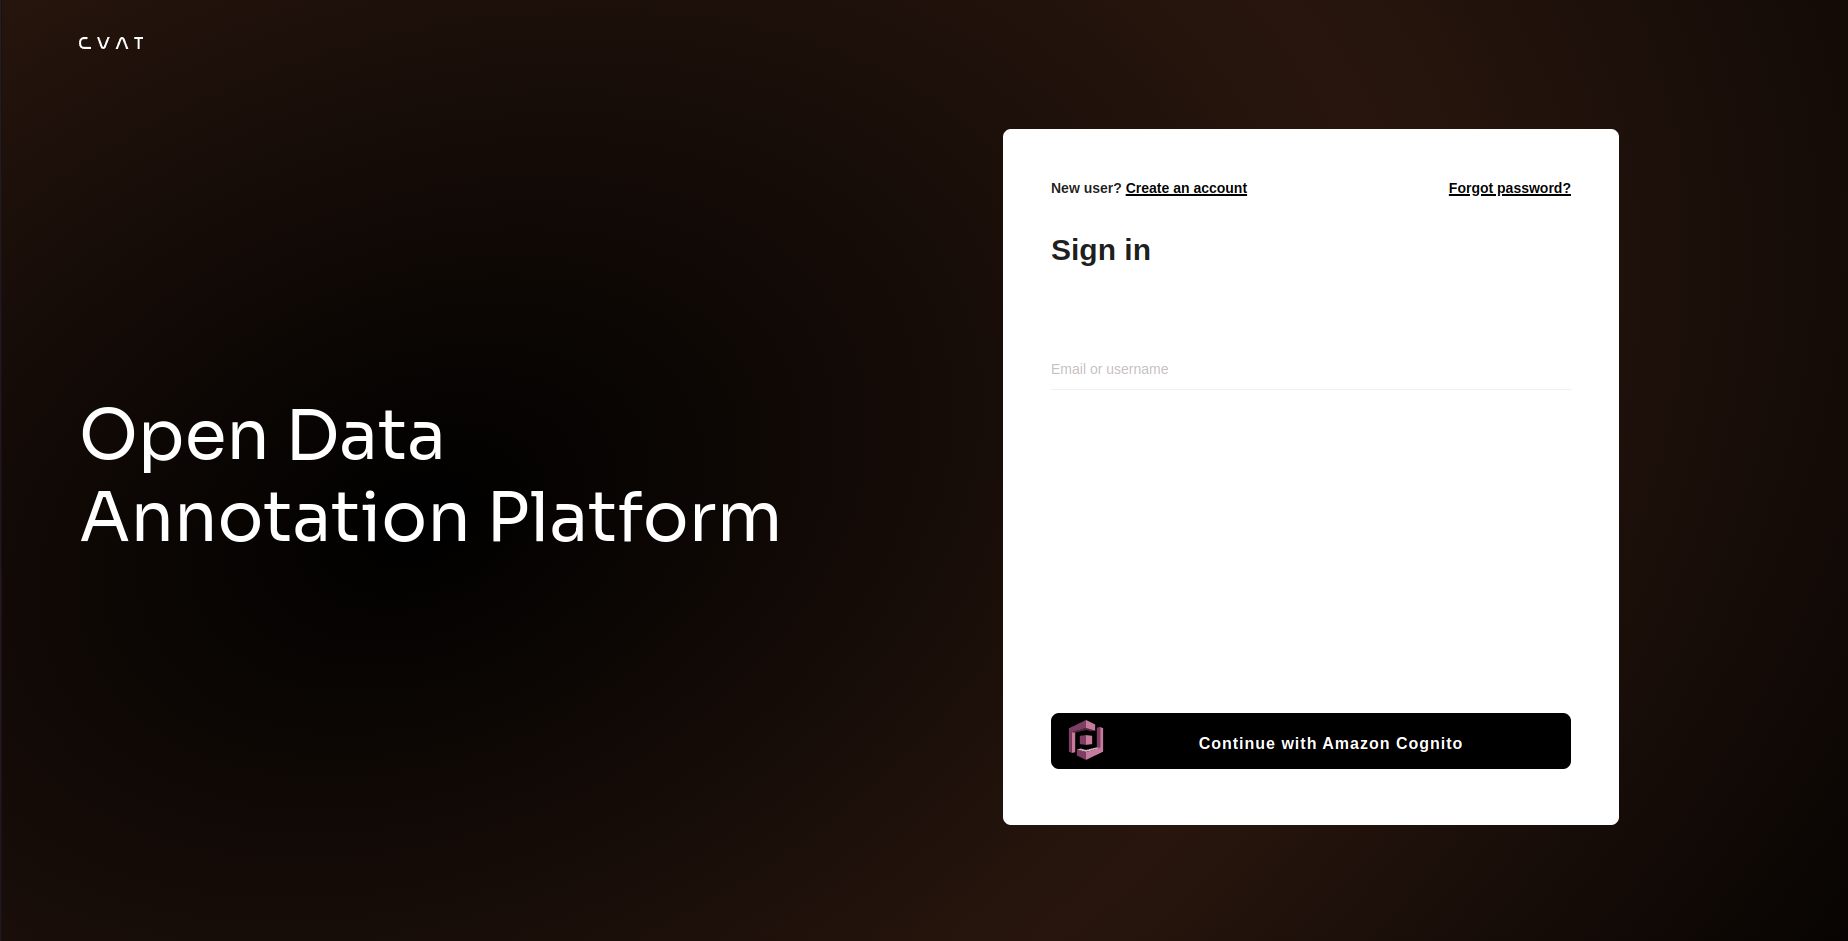 CVAT
Open Data
Annotation Platform
New user? Create an account
Forgot password?
Sign in
Email or username
Continue with Amazon Cognito